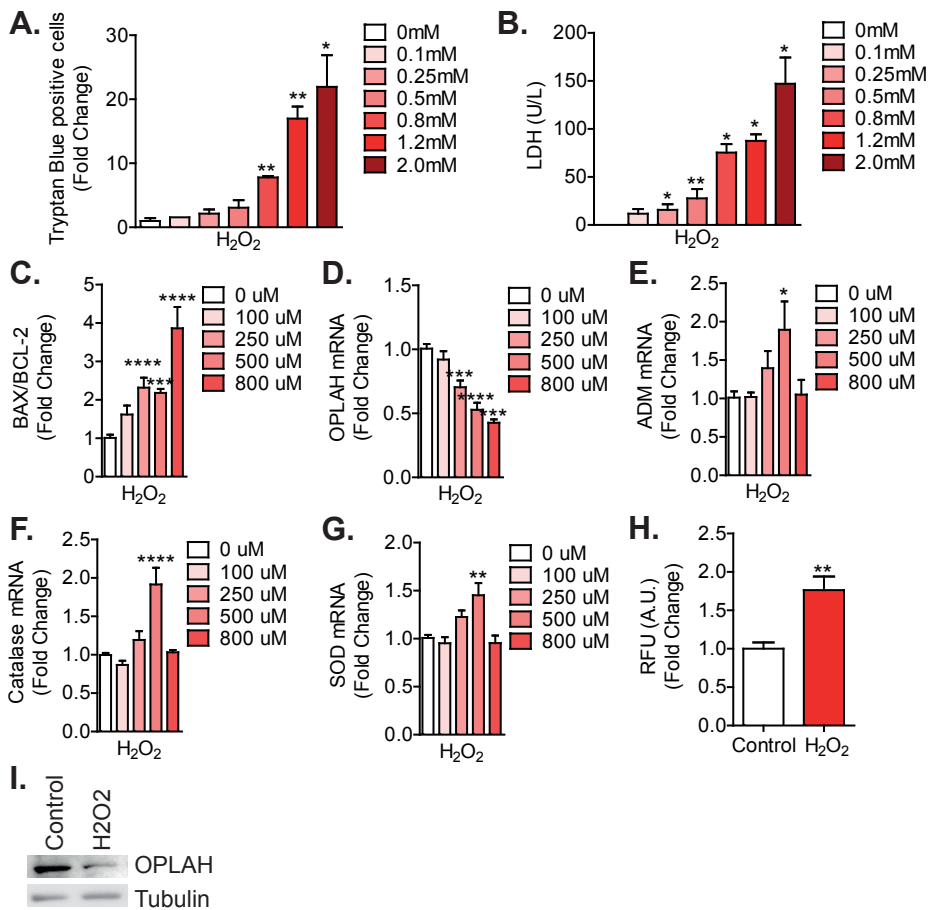 A.
Tryptan Blue positive cells
(Fold Change)
30
20
10
0
*
**
**
H₂O₂
0mM
0.1mM
0.25mM
0.5mM
0.8mM
1.2mM
2.0mM
B.
LDH (U/L)
200
150
100
50
0
*
**
*
*
*
H₂O₂
0mM
0.1mM
0.25mM
0.5mM
0.8mM
1.2mM
2.0mM
C.
BAX/BCL-2
(Fold Change)
5
4
3
2
1
0
****
***
****
H₂O₂
0 uM
100 uM
250 uM
500 uM
800 uM
D.
OPLAH mRNA
(Fold Change)
1.5
1.0
0.5
0.0
***
****
***
H₂O₂
0 uM
100 uM
250 uM
500 uM
800 uM
E.
ADM mRNA
(Fold Change)
2.5
2.0
1.5
1.0
0.5
0.0
*
H₂O₂
0 uM
100 uM
250 uM
500 uM
800 uM
F.
Catalase mRNA
(Fold Change)
2.5
2.0
1.5
1.0
0.5
0.0
****
H₂O₂
0 uM
100 uM
250 uM
500 uM
800 uM
G.
SOD mRNA
(Fold Change)
2.0
1.5
1.0
0.5
0.0
**
H₂O₂
0 uM
100 uM
250 uM
500 uM
800 uM
H.
RFU (A.U.)
(Fold Change)
2.5
2.0
1.5
1.0
0.5
0.0
**
Control H₂O₂
I.
Control
H2O2
OPLAH
Tubulin